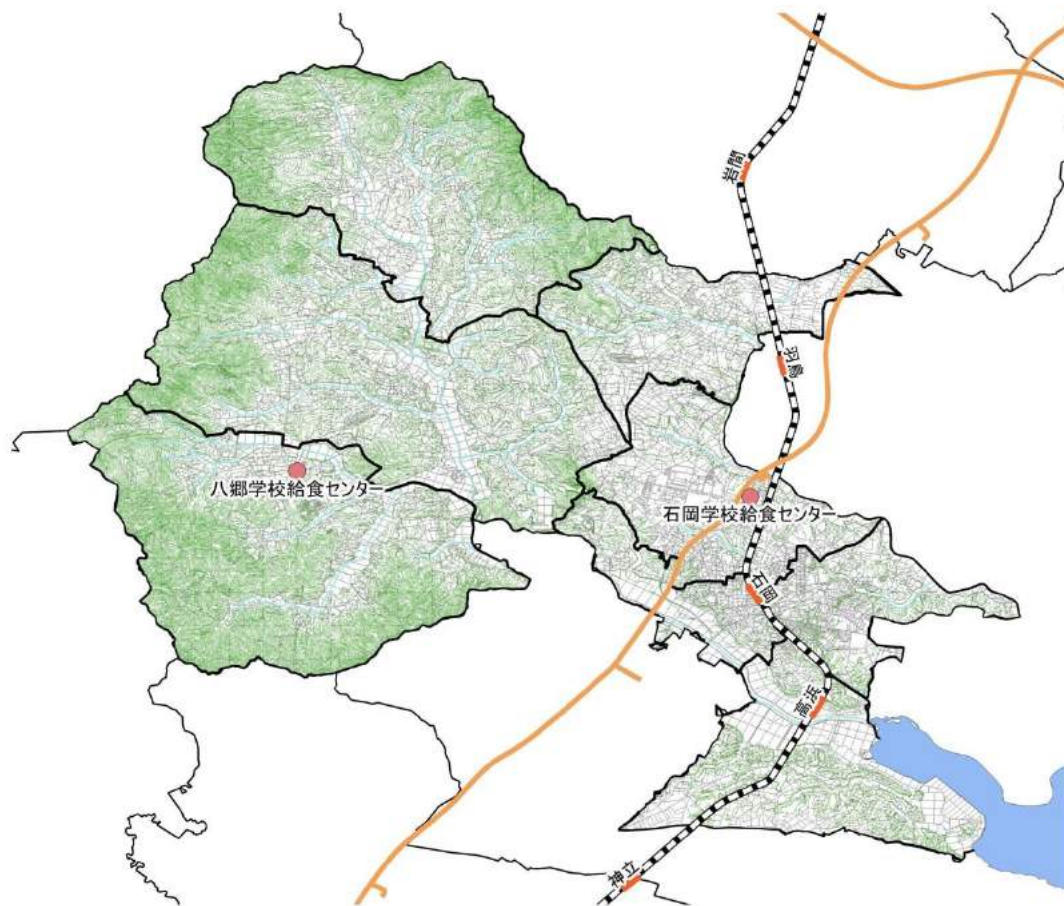 岩間
羽鳥
八郷学校給食センター
石岡学校給食センター
石岡
高浜
神立